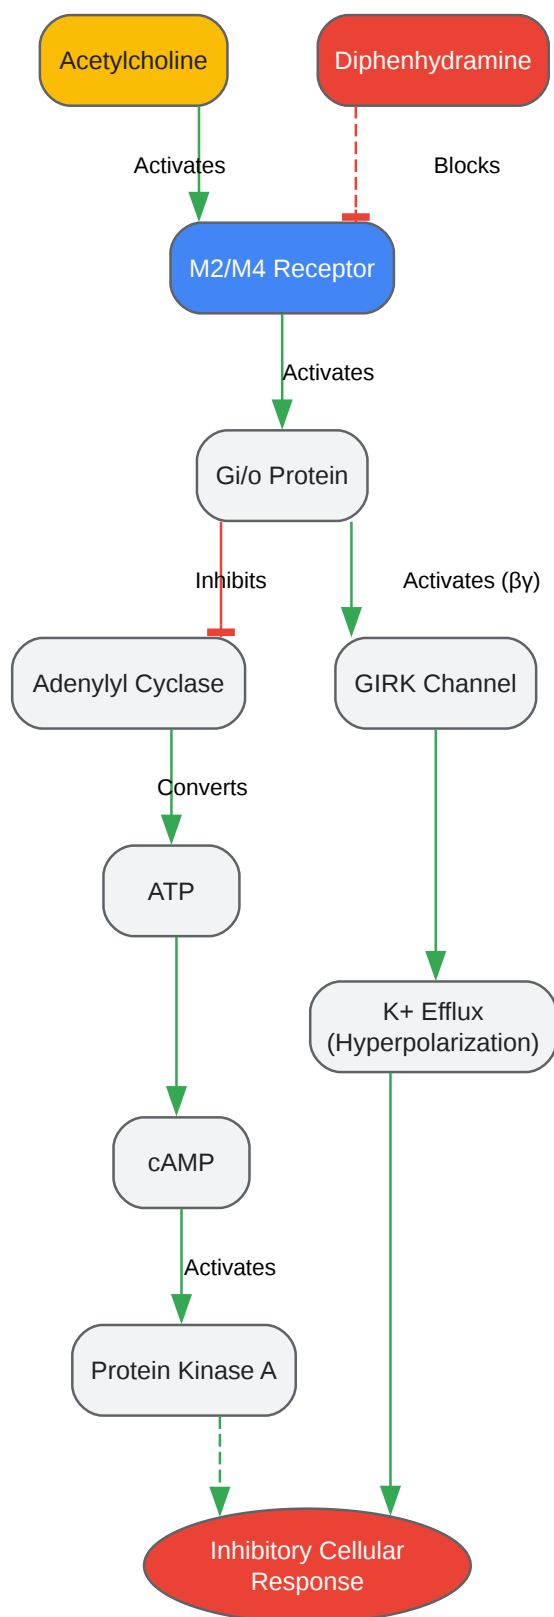 Acetylcholine
Diphenhydramine
Activates
Blocks
M2/M4 Receptor
Activates
Gi/o Protein
Inhibits
Activates (βγ)
Adenylyl Cyclase
GIRK Channel
Converts
ATP
K+ Efflux
(Hyperpolarization)
cAMP
Activates
Protein Kinase A
Inhibitory Cellular
Response